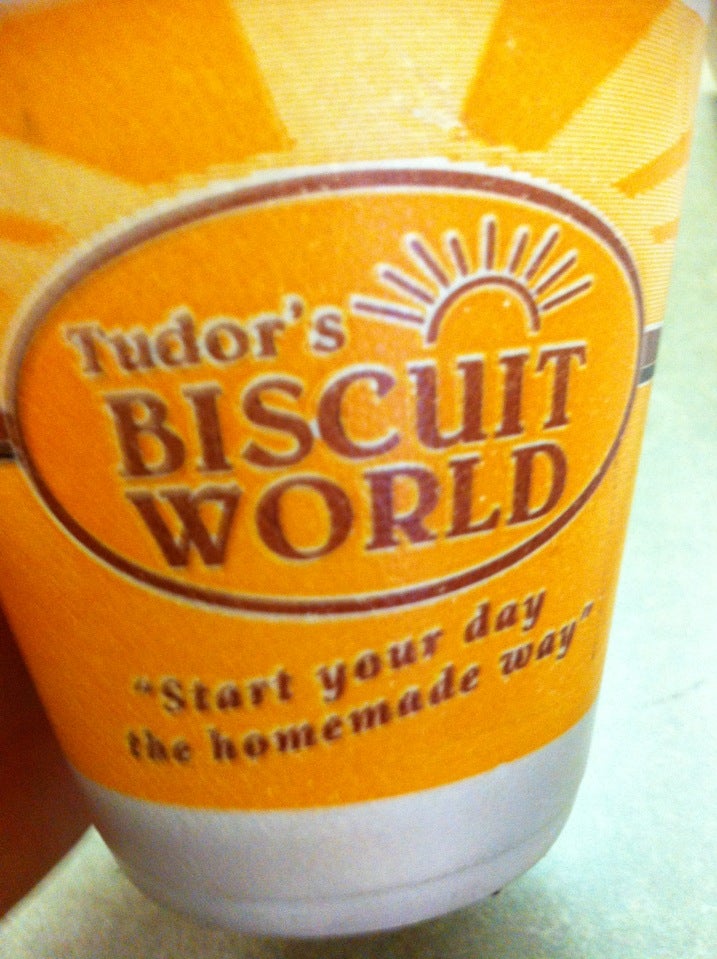 Tudor's
BISCUIT
WORLD
"Start your day
the homemade way"